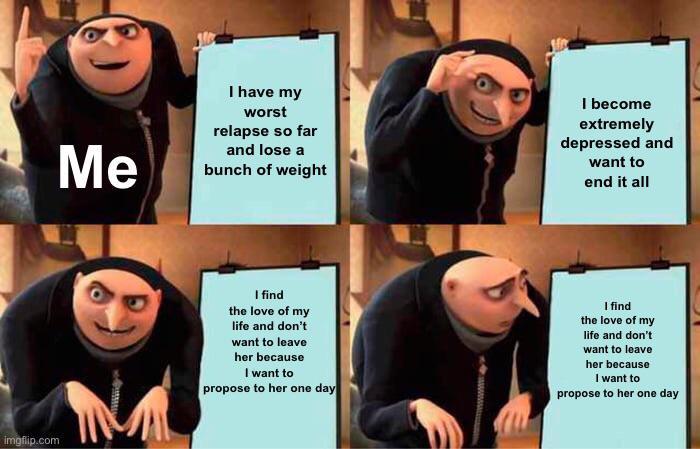 Me
I have my
worst
relapse so far
and lose a
bunch of weight
I become
extremely
depressed and
want to
end it all
I find
the love of my
life and don’t
want to leave
her because
I want to
propose to her one day
I find
the love of my
life and don’t
want to leave
her because
I want to
propose to her one day
imgflip.com